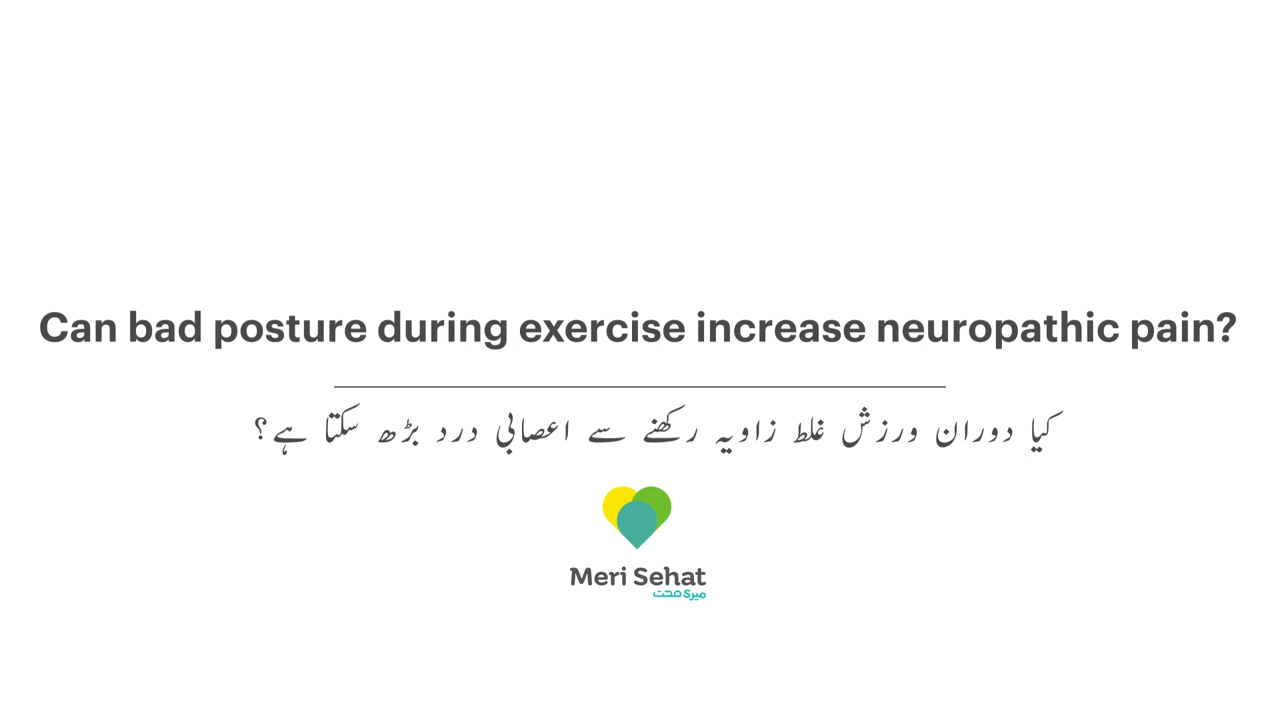 Can bad posture during exercise increase neuropathic pain?
کیا دوران ورزش غلط زاویہ رکھنے سے اعصابی درد بڑھ سکتا ہے؟
Meri Sehat
میری صحت